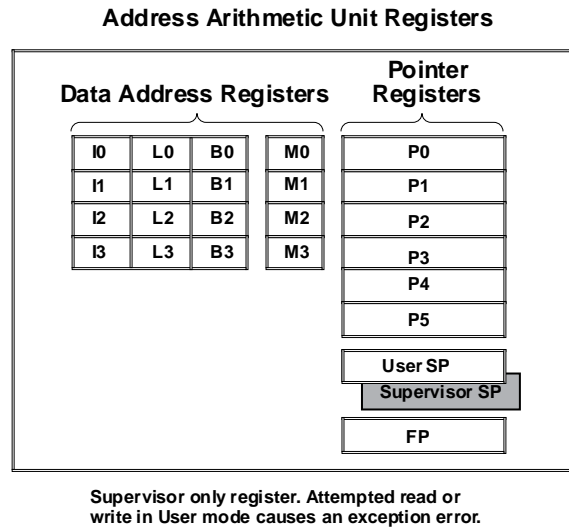 Address Arithmetic Unit Registers
Data Address Registers
Pointer
Registers
I0 L0 B0 M0
I1 L1 B1 M1
I2 L2 B2 M2
I3 L3 B3 M3
P0
P1
P2
P3
P4
P5
User SP
Supervisor SP
FP
Supervisor only register. Attempted read or
write in User mode causes an exception error.